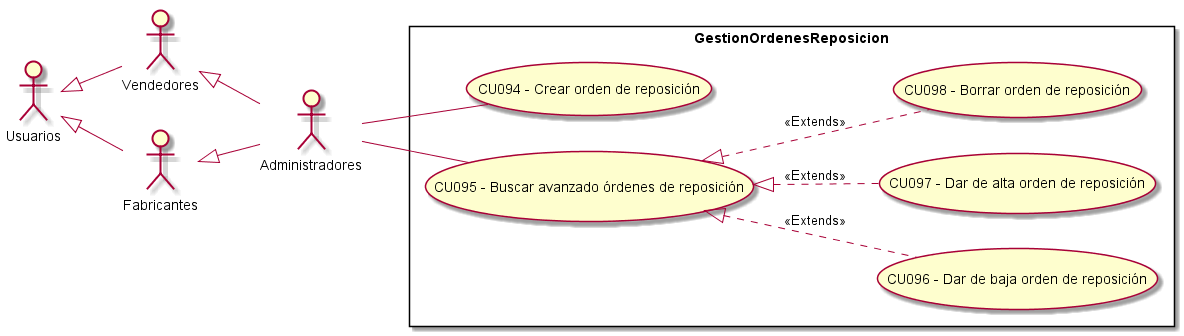 GestionOrdenesReposicion
Vendedores
Usuarios
Fabricantes
Administradores
CU094 - Crear orden de reposición
CU095 - Buscar avanzado órdenes de reposición
«Extends»
«Extends»
«Extends»
CU098 - Borrar orden de reposición
CU097 - Dar de alta orden de reposición
CU096 - Dar de baja orden de reposición